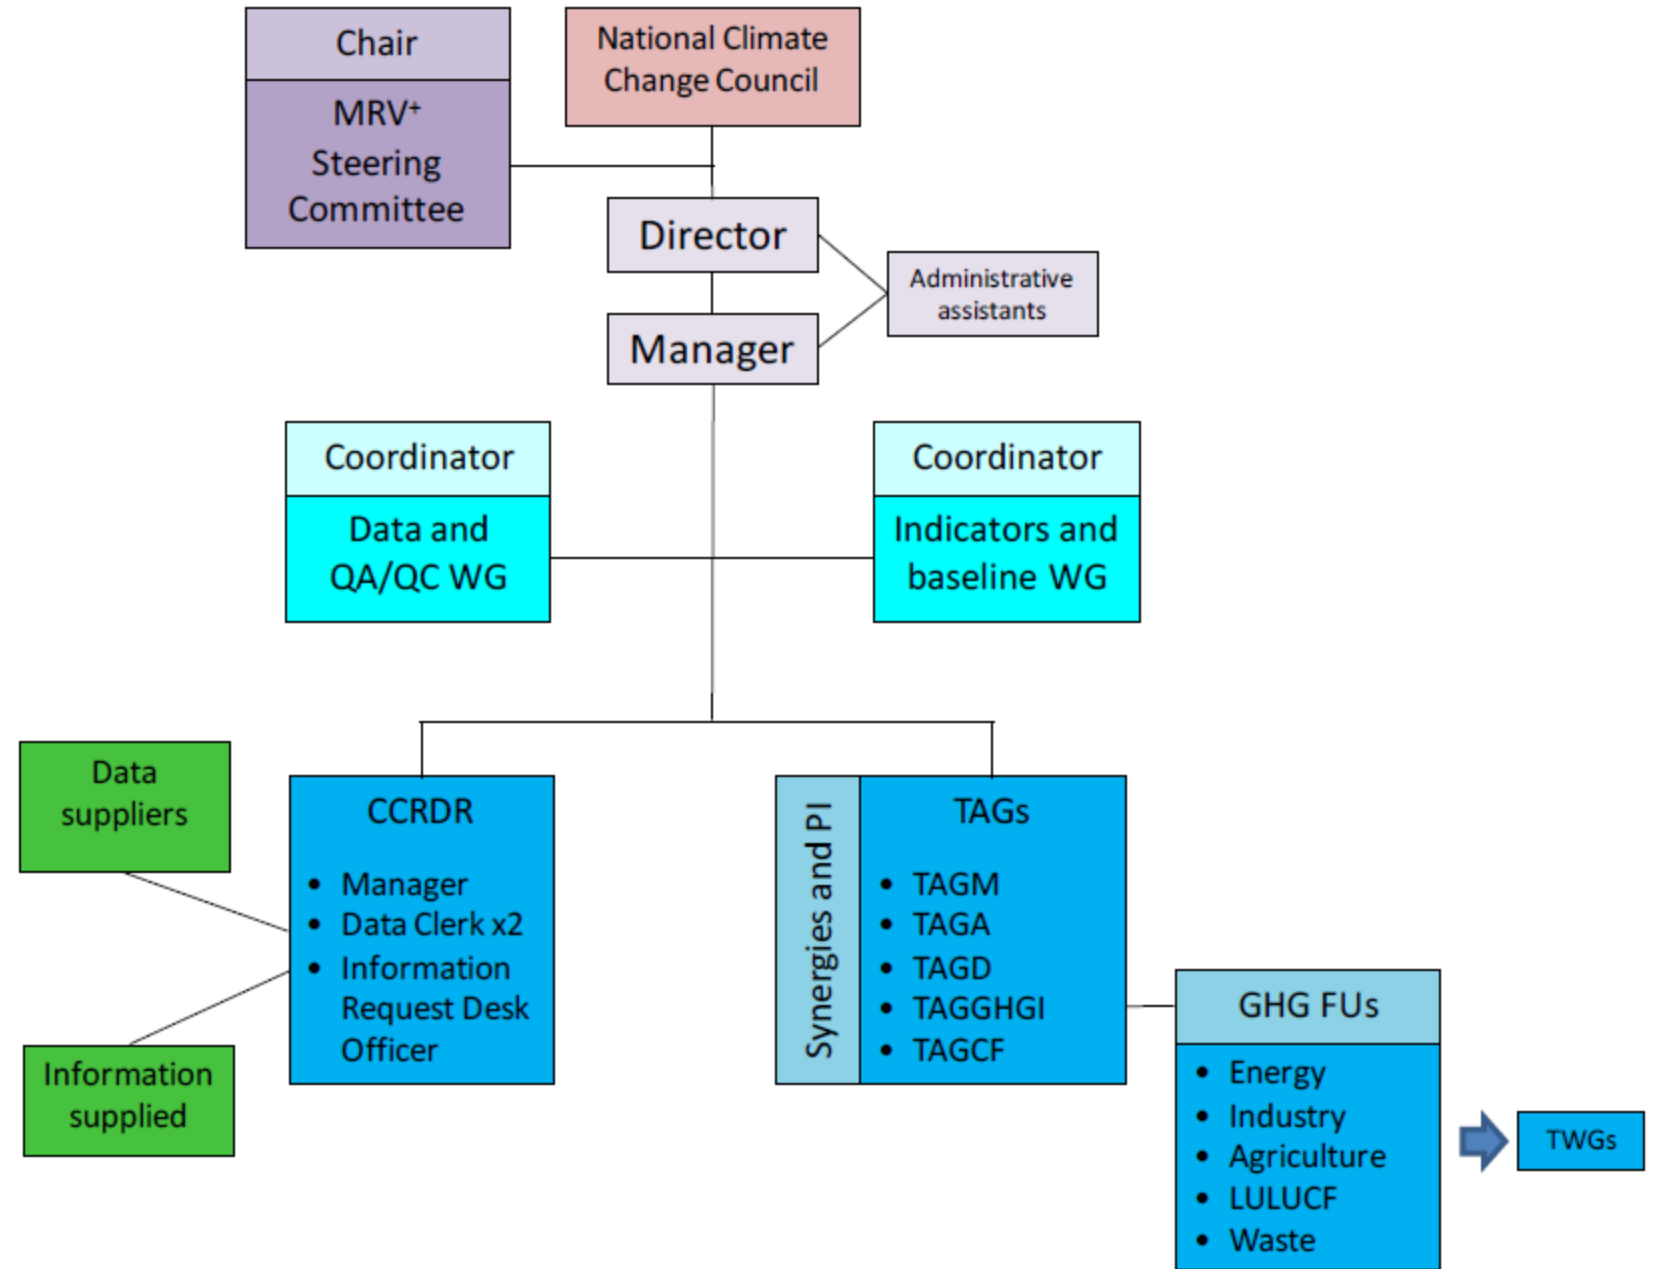 Chair
MRV⁺
Steering
Committee
National Climate
Change Council
Director
Manager
Administrative
assistants
Coordinator
Data and
QA/QC WG
Coordinator
Indicators and
baseline WG
Data
suppliers
Information
supplied
CCRDR
• Manager
• Data Clerk x2
• Information
Request Desk
Officer
Synergies and PI
TAGs
• TAGM
• TAGA
• TAGD
• TAGGHGI
• TAGCF
GHG FUs
• Energy
• Industry
• Agriculture
• LULUCF
• Waste
TWGs